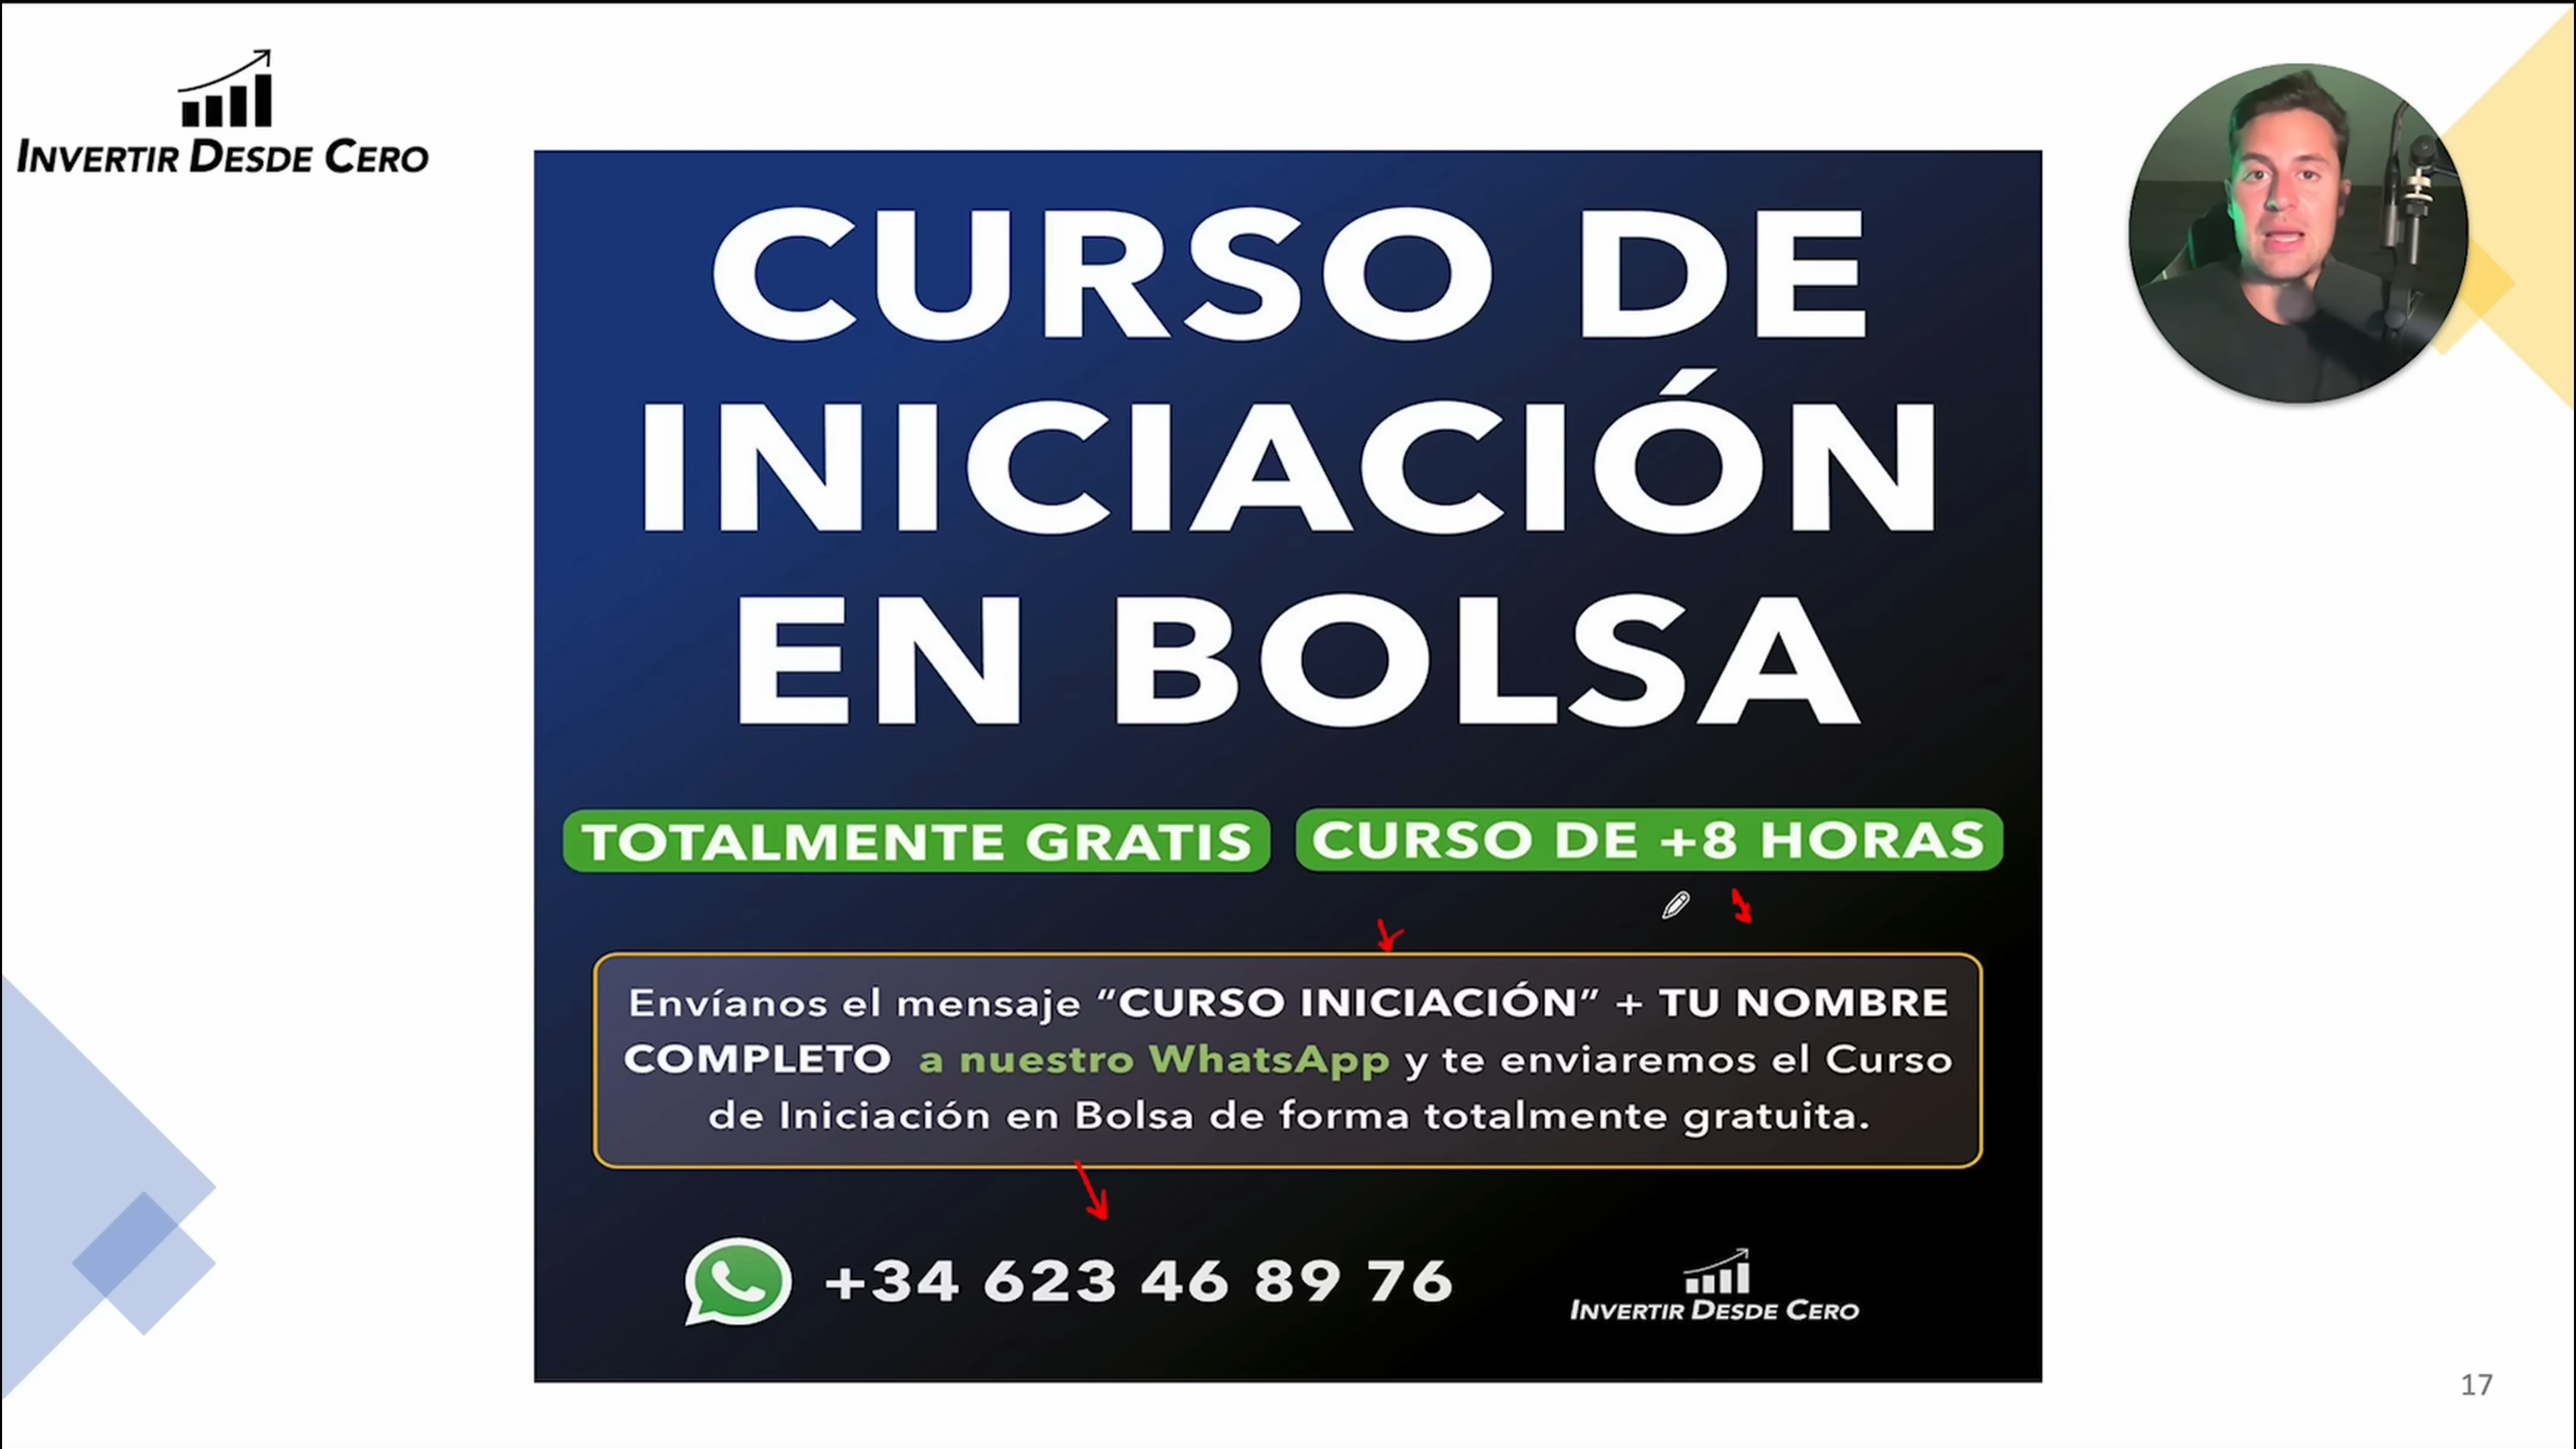 INVERTIR DESDE CERO
CURSO DE
INICIACIÓN
EN BOLSA
TOTALMENTE GRATIS
CURSO DE +8 HORAS
Envíanos el mensaje “CURSO INICIACIÓN” + TU NOMBRE
COMPLETO a nuestro WhatsApp y te enviaremos el Curso
de Iniciación en Bolsa de forma totalmente gratuita.
+34 623 46 89 76
INVERTIR DESDE CERO
17